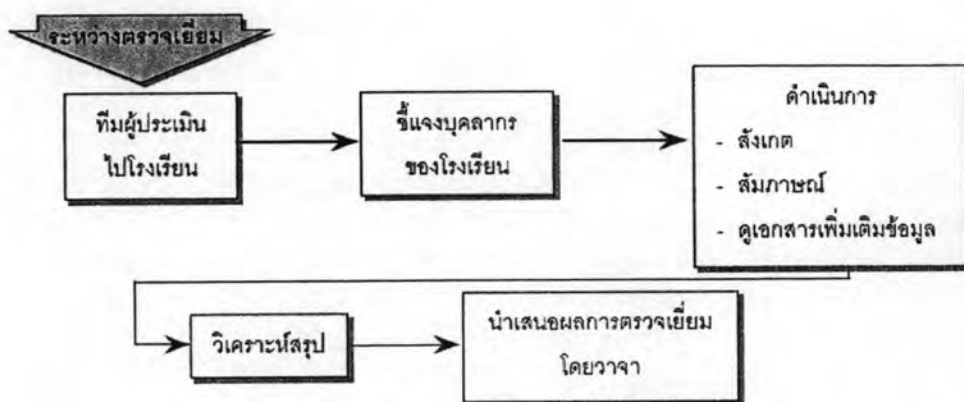 ระหว่างตรวจเยี่ยม
ทีมผู้ประเมิน
ไปโรงเรียน
ชี้แจงบุคลากร
ของโรงเรียน
ดำเนินการ
- สังเกต
- สัมภาษณ์
- ดูเอกสารเพิ่มเติมข้อมูล
วิเคราะห์สรุป
นำเสนอผลการตรวจเยี่ยม
โดยวาจา